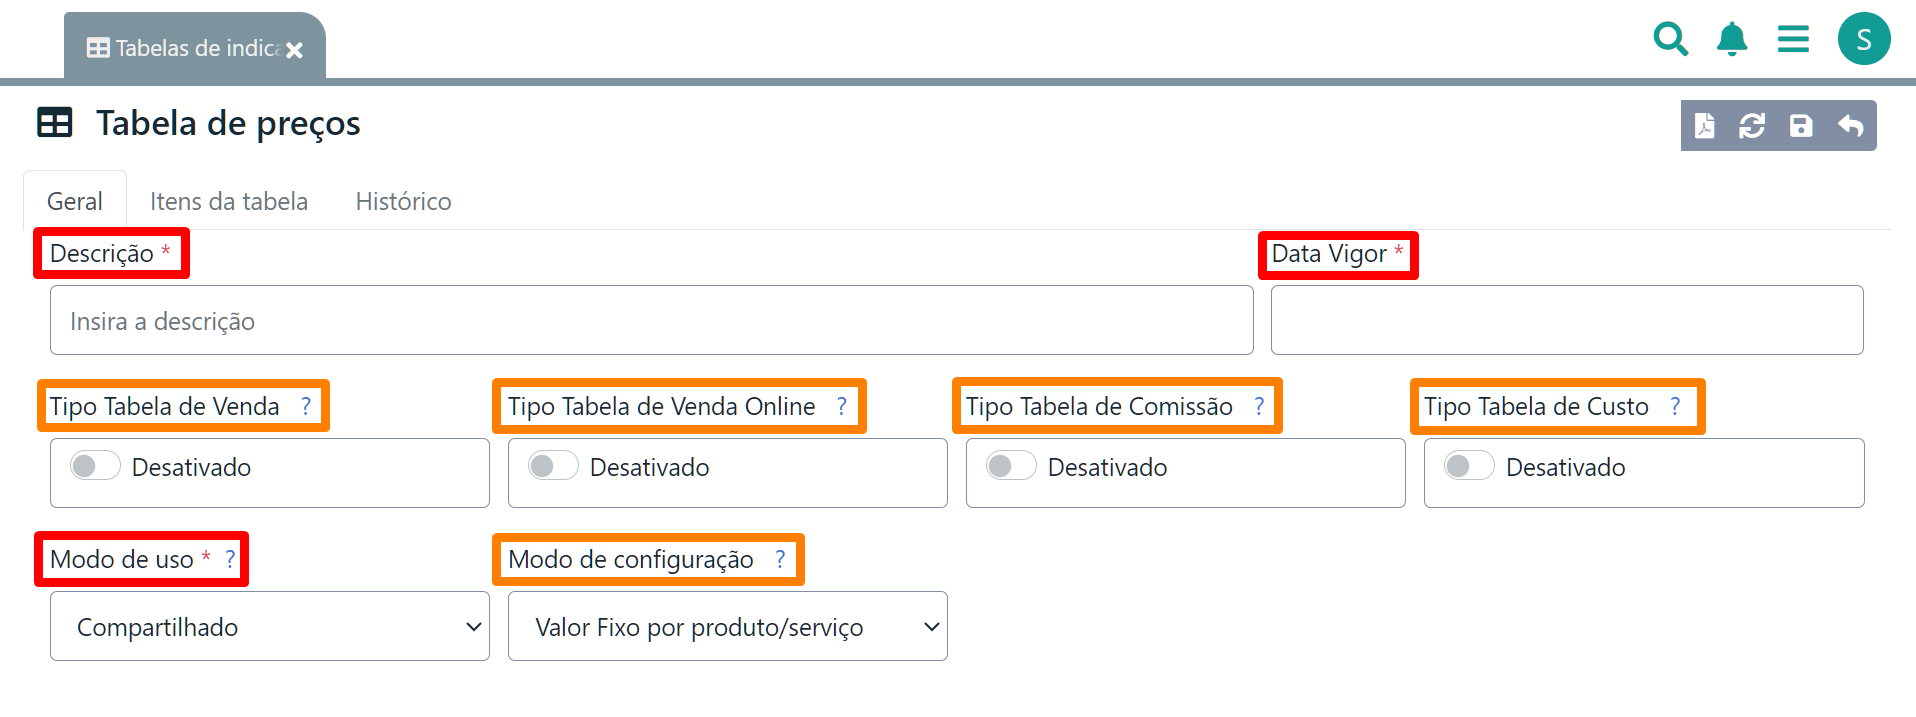 Tabelas de indica
S
Tabela de preços
Geral Itens da tabela Histórico
Descrição * Data Vigor *
Insira a descrição
Tipo Tabela de Venda ? Tipo Tabela de Venda Online ? Tipo Tabela de Comissão ? Tipo Tabela de Custo ?
Desativado Desativado Desativado Desativado
Modo de uso * ? Modo de configuração ?
Compartilhado Valor Fixo por produto/serviço